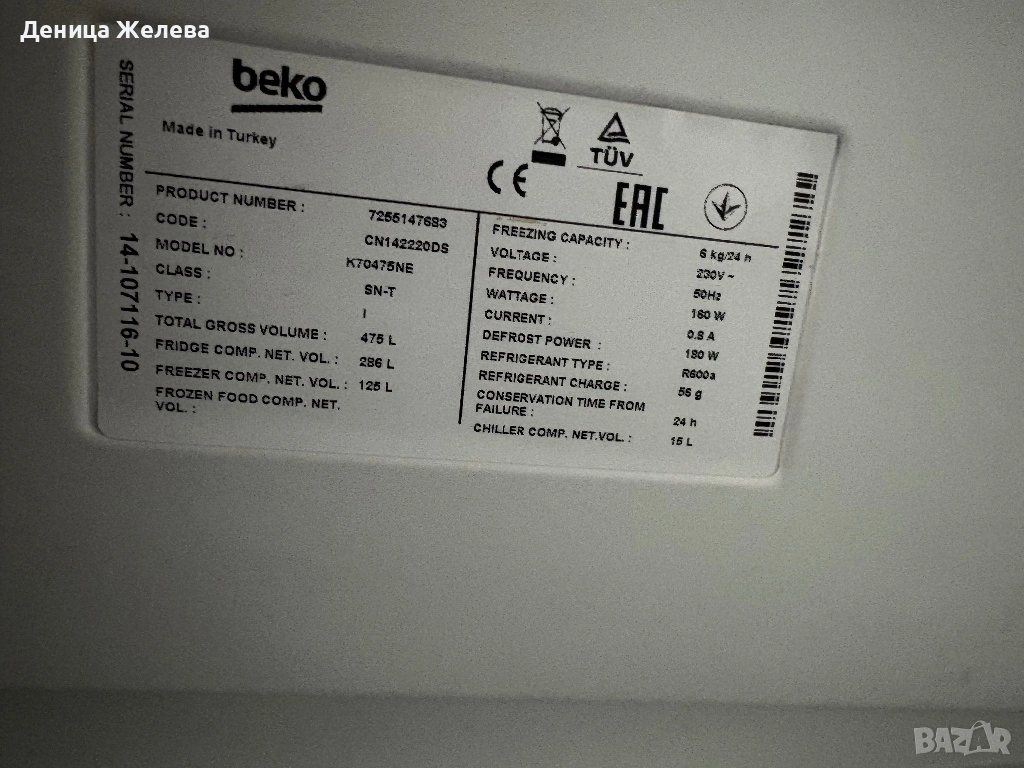 Деница Желева
beko
Made in Turkey
SERIAL NUMBER : 14-107116-10
TÜV
CE
EAC
PRODUCT NUMBER : 7255147683
CODE : CN142220DS
MODEL NO : K70475NE
CLASS : SN-T
TYPE : I
TOTAL GROSS VOLUME : 475 L
FRIDGE COMP. NET. VOL. : 286 L
FREEZER COMP. NET. VOL. : 125 L
FROZEN FOOD COMP. NET.
VOL. :
FREEZING CAPACITY : 6 kg/24 h
VOLTAGE : 230V ~
FREQUENCY : 50Hz
WATTAGE : 160 W
CURRENT : 0.8 A
DEFROST POWER : 180 W
REFRIGERANT TYPE : R600a
REFRIGERANT CHARGE : 56 g
CONSERVATION TIME FROM
FAILURE : 24 h
CHILLER COMP. NET.VOL. : 15 L
BAZAR